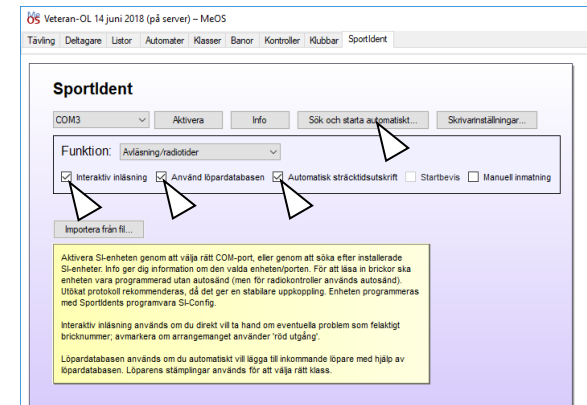 Veteran-OL 14 juni 2018 (på server) – MeOS
Tävling Deltagare Listor Automater Klasser Banor Kontroller Klubbar SportIdent
SportIdent
COM3 Aktivera Info Sök och starta automatiskt... Skrivarinställningar...
Funktion: Avläsning/radiotider
Interaktiv inläsning Använd löpardatabasen Automatisk sträcktidsutskrift Startbevis Manuell inmatning
Importera från fil...
Aktivera SI-enheten genom att välja rätt COM-port, eller genom att söka efter installerade
SI-enheter. Info ger dig information om den valda enheten/porten. För att läsa in brickor ska
enheten vara programmerad utan autosänd (men för radiokontroller används autosänd).
Utökat protokoll rekommenderas, då det ger en stabilare uppkoppling. Enheten programmeras
med SportIdents programvara SI-Config.
Interaktiv inläsning används om du direkt vill ta hand om eventuella problem som felaktigt
bricknummer; avmarkera om arrangemanget använder 'röd utgång'.
Löpardatabasen används om du automatiskt vill lägga till inkommande löpare med hjälp av
löpardatabasen. Löparens stämplingar används för att välja rätt klass.